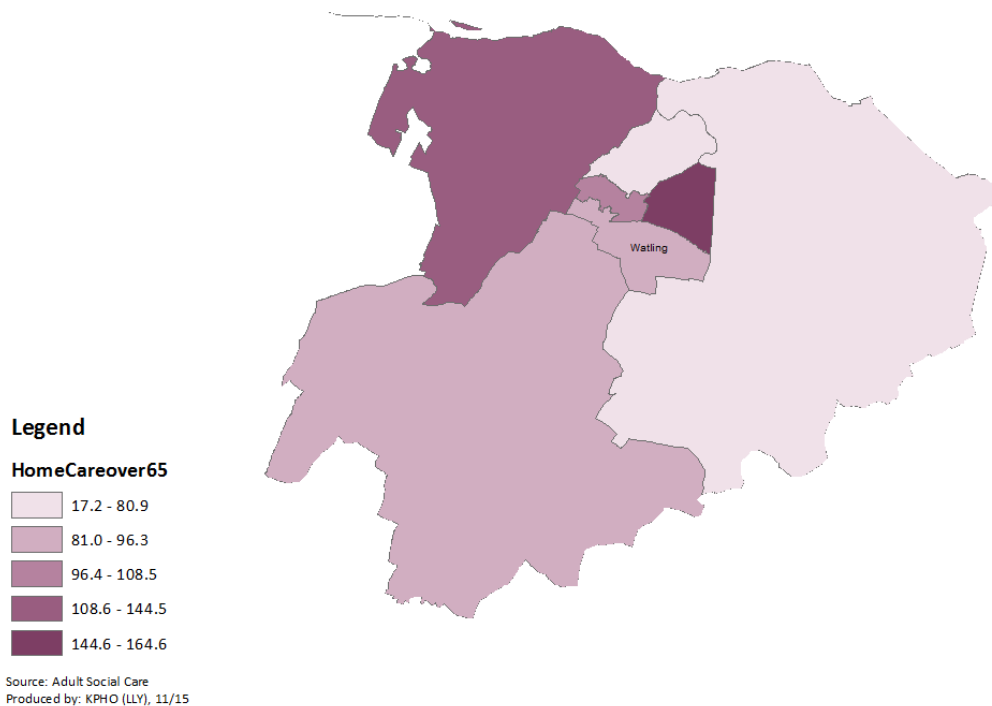 Watling
Legend
HomeCareover65
17.2 - 80.9
81.0 - 96.3
96.4 - 108.5
108.6 - 144.5
144.6 - 164.6
Source: Adult Social Care
Produced by: KPHO (LLY), 11/15